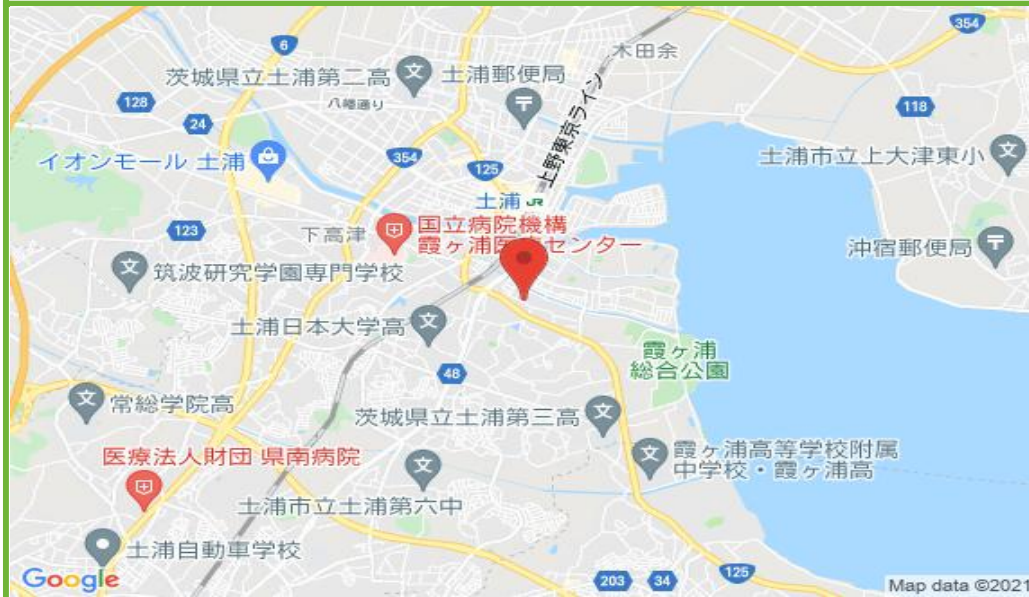 354
木田余
6
茨城県立土浦第二高
土浦郵便局
128
八幡通り
24
上野東京ライン
118
354
イオンモール 土浦
125
土浦市立上大津東小
土浦 JR
123
下高津
国立病院機構
霞ヶ浦医療センター
沖宿郵便局
筑波研究学園専門学校
土浦日本大学高
霞ヶ浦
総合公園
48
常総学院高
茨城県立土浦第三高
医療法人財団 県南病院
霞ヶ浦高等学校附属
中学校・霞ヶ浦高
土浦市立土浦第六中
土浦自動車学校
Google
203
34
125
Map data ©2021